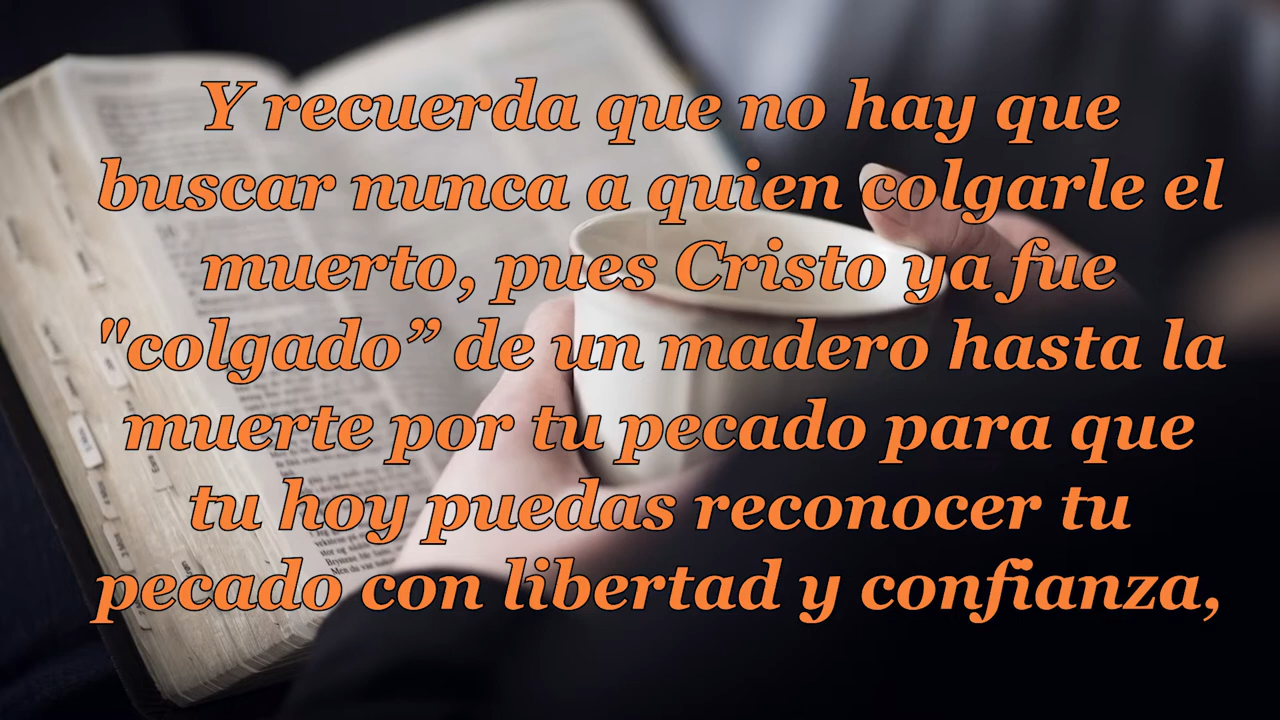 Y recuerda que no hay que
buscar nunca a quien colgarle el
muerto, pues Cristo ya fue
"colgado” de un madero hasta la
muerte por tu pecado para que
tu hoy puedas reconocer tu
pecado con libertad y confianza,